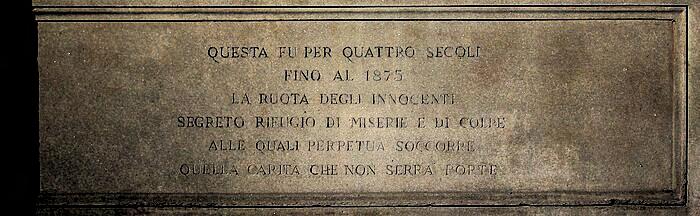 QUESTA FU PER QUATTRO SECOLI
FINO AL 1875
LA RUOTA DEGLI INNOCENTI
SEGRETO RIFUGIO DI MISERIE E DI COLPE
ALLE QUALI PERPETUA SOCCORRE
QUELLA CARITA CHE NON SERRA PORTE